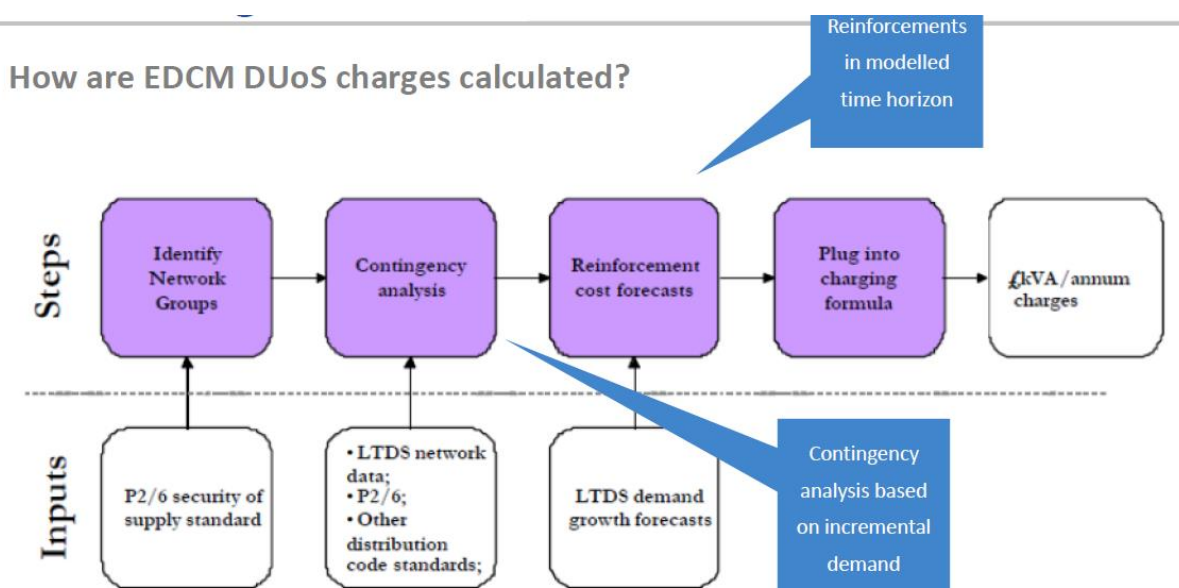 How are EDCM DUoS charges calculated?
Reinforcements
in modelled
time horizon
Steps
Identify
Network
Groups
Contingency
analysis
Reinforcement
cost forecasts
Plug into
charging
formula
£kVA/annum
charges
Inputs
P2/6 security of
supply standard
• LTDS network
data;
• P2/6;
• Other
distribution
code standards;
LTDS demand
growth forecasts
Contingency
analysis based
on incremental
demand